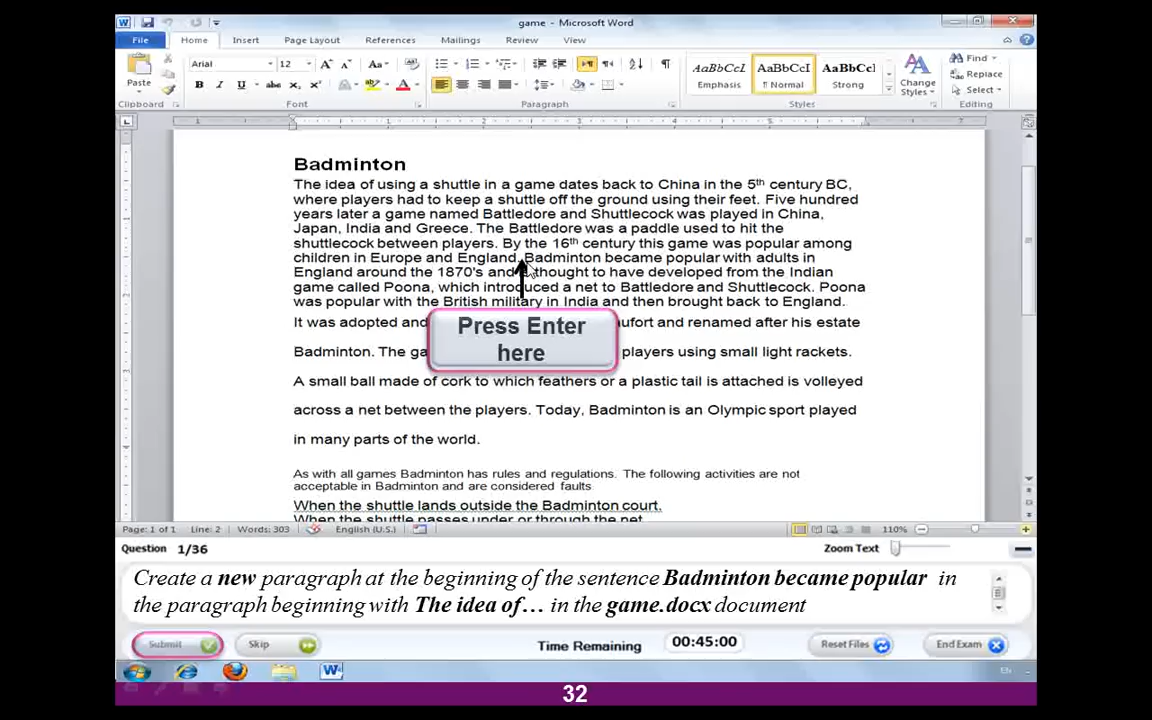 game - Microsoft Word
File Home Insert Page Layout References Mailings Review View
Arial 12
Paste
AaBbCcI AaBbCcI AaBbCcI
Emphasis ¶ Normal Strong
Change Styles
Find
Replace
Select
Clipboard Font Paragraph Styles Editing
Badminton
The idea of using a shuttle in a game dates back to China in the 5th century BC,
where players had to keep a shuttle off the ground using their feet. Five hundred
years later a game named Battledore and Shuttlecock was played in China,
Japan, India and Greece. The Battledore was a paddle used to hit the
shuttlecock between players. By the 16th century this game was popular among
children in Europe and England. Badminton became popular with adults in
England around the 1870's and thought to have developed from the Indian
game called Poona, which introduced a net to Battledore and Shuttlecock. Poona
was popular with the British military in India and then brought back to England.
It was adopted and aufort and renamed after his estate
Press Enter
here
Badminton. The ga players using small light rackets.
A small ball made of cork to which feathers or a plastic tail is attached is volleyed
across a net between the players. Today, Badminton is an Olympic sport played
in many parts of the world.
As with all games Badminton has rules and regulations. The following activities are not
acceptable in Badminton and are considered faults
When the shuttle lands outside the Badminton court.
When the shuttle passes under or through the net
Page: 1 of 1 Line: 2 Words: 303 English (U.S.) 110%
Question 1/36 Zoom Text
Create a new paragraph at the beginning of the sentence Badminton became popular in
the paragraph beginning with The idea of... in the game.docx document
Submit Skip Time Remaining 00:45:00 Reset Files End Exam
EN
32